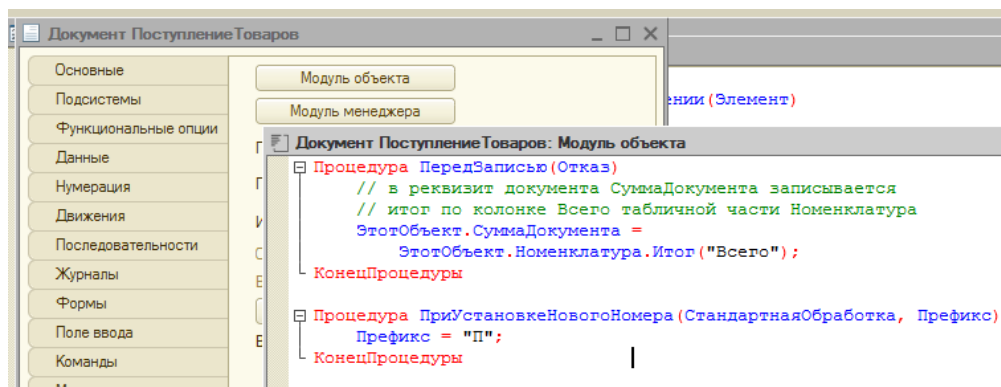 Документ ПоступлениеТоваров
Основные
Подсистемы
Функциональные опции
Данные
Нумерация
Движения
Последовательности
Журналы
Формы
Поле ввода
Команды
Модуль объекта
Модуль менеджера
(Элемент)
Документ ПоступлениеТоваров: Модуль объекта
Процедура ПередЗаписью(Отказ)
// в реквизит документа СуммаДокумента записывается
// итог по колонке Всего табличной части Номенклатура
ЭтотОбъект.СуммаДокумента =
ЭтотОбъект.Номенклатура.Итог("Всего");
КонецПроцедуры
Процедура ПриУстановкеНовогоНомера(СтандартнаяОбработка, Префикс)
Префикс = "П";
КонецПроцедуры